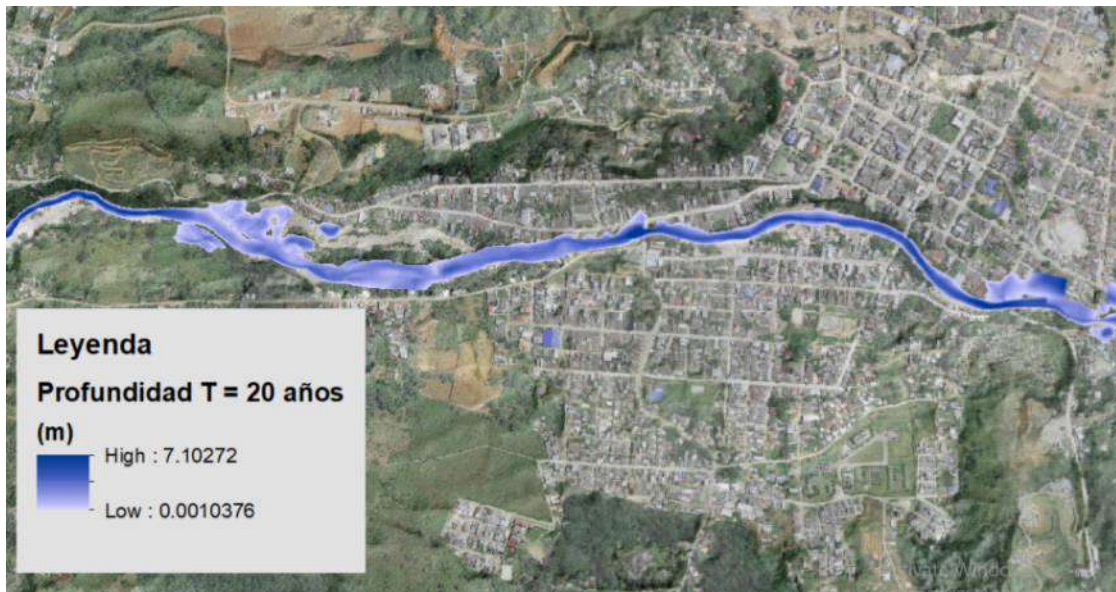 Leyenda
Profundidad T = 20 años
(m)
High : 7.10272
Low : 0.0010376